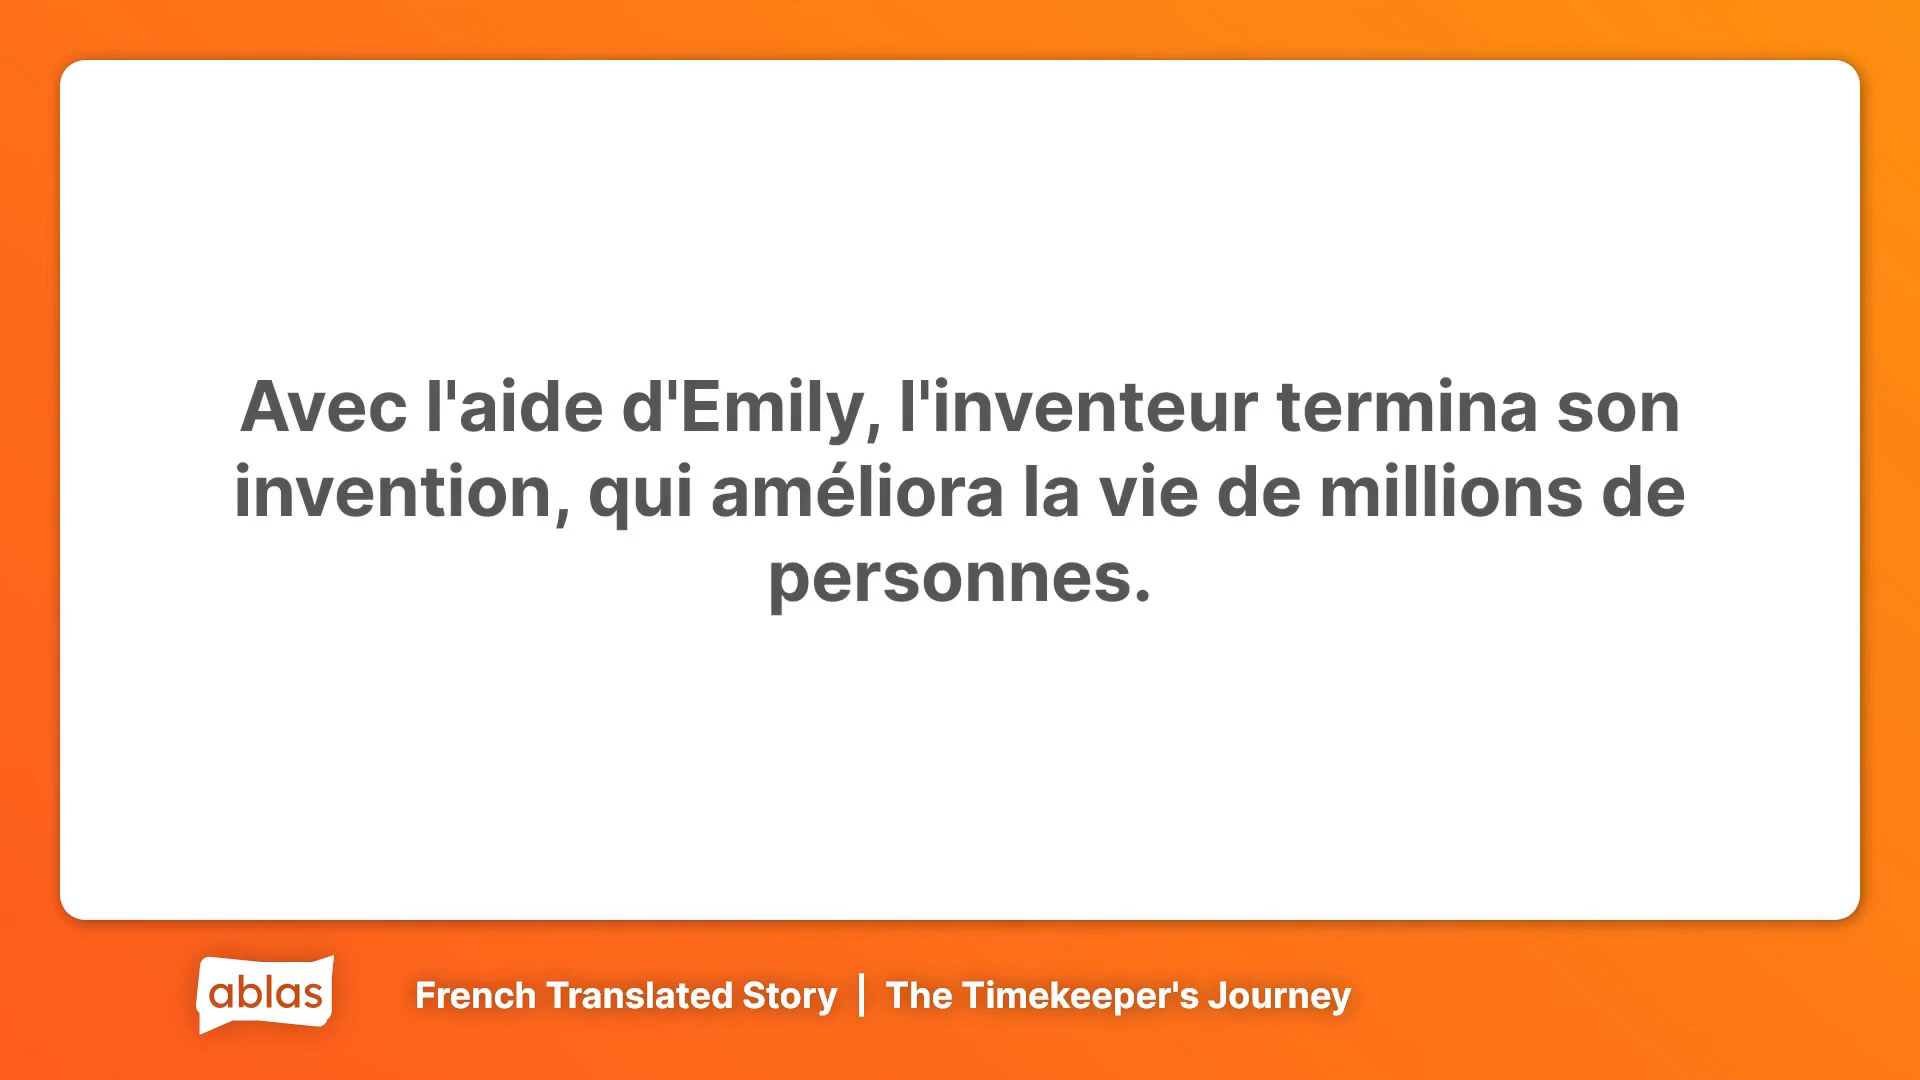 Avec l'aide d'Emily, l'inventeur termina son
invention, qui améliora la vie de millions de
personnes.
ablas
French Translated Story | The Timekeeper's Journey